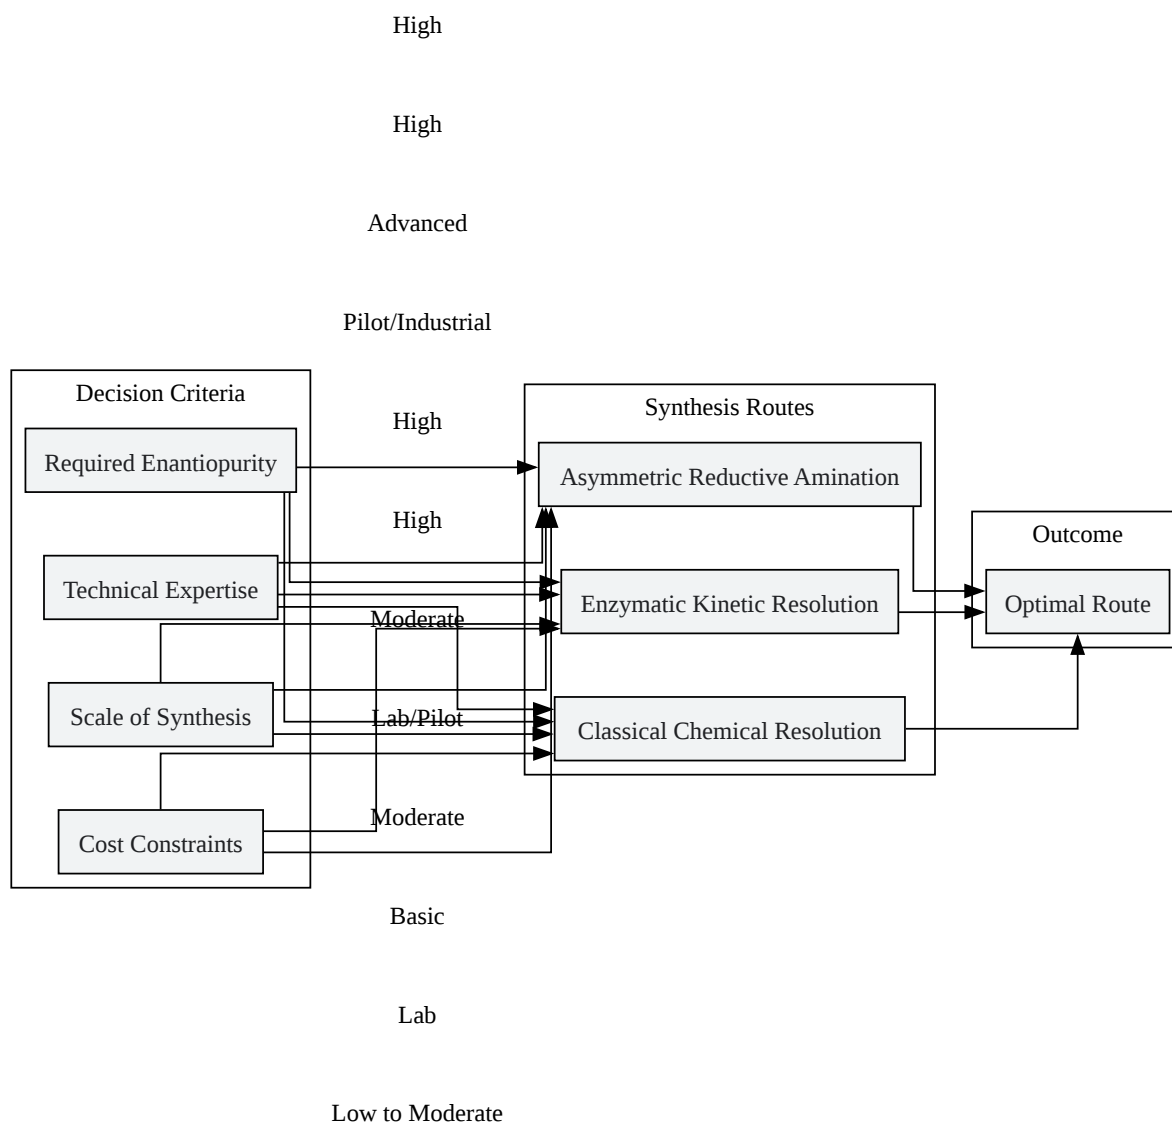 High
High
Advanced
Pilot/Industrial
Decision Criteria
Synthesis Routes
High
Required Enantiopurity
Asymmetric Reductive Amination
High
Outcome
Technical Expertise
Enzymatic Kinetic Resolution
Optimal Route
Moderate
Scale of Synthesis
Lab/Pilot
Classical Chemical Resolution
Moderate
Cost Constraints
Basic
Lab
Low to Moderate